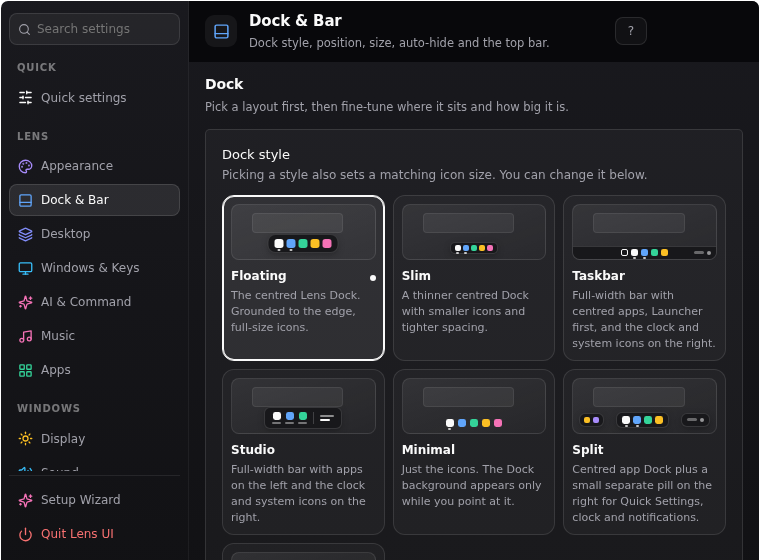 Search settings
QUICK
Quick settings
LENS
Appearance
Dock & Bar
Desktop
Windows & Keys
AI & Command
Music
Apps
WINDOWS
Display
Sound
Setup Wizard
Quit Lens UI
Dock & Bar
Dock style, position, size, auto-hide and the top bar.
?
Dock
Pick a layout first, then fine-tune where it sits and how big it is.
Dock style
Picking a style also sets a matching icon size. You can change it below.
Floating
The centred Lens Dock.
Grounded to the edge,
full-size icons.
Slim
A thinner centred Dock
with smaller icons and
tighter spacing.
Taskbar
Full-width bar with
centred apps, Launcher
first, and the clock and
system icons on the right.
Studio
Full-width bar with apps
on the left and the clock
and system icons on the
right.
Minimal
Just the icons. The Dock
background appears only
while you point at it.
Split
Centred app Dock plus a
small separate pill on the
right for Quick Settings,
clock and notifications.